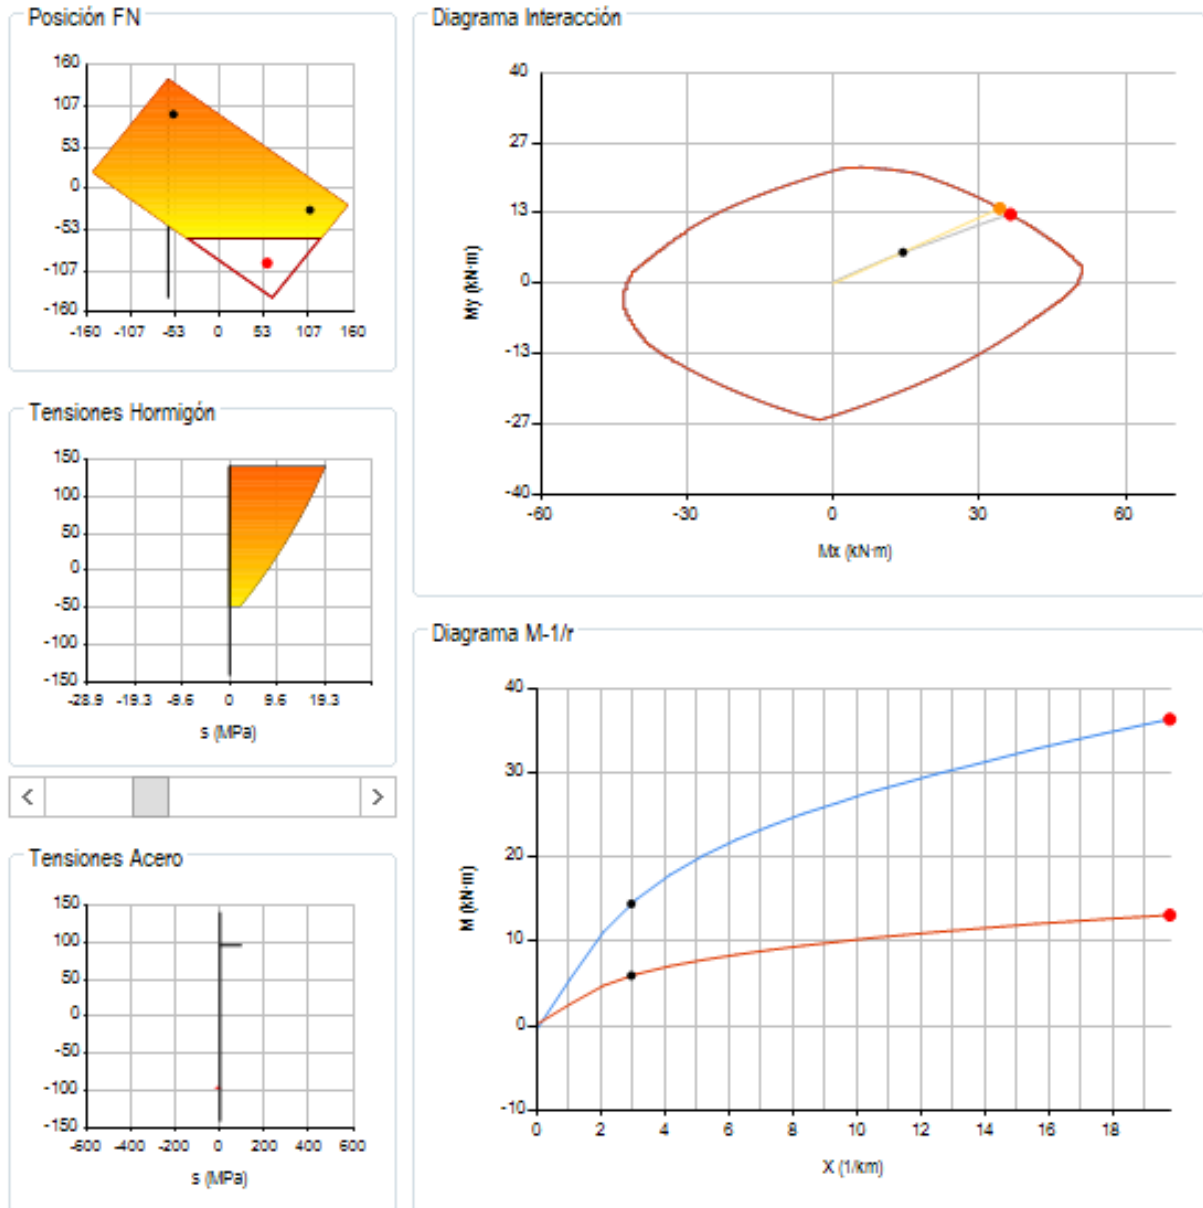 Posición FN
160
107
53
0
-53
-107
-160
-160 -107 -53 0 53 107 160
Tensiones Hormigón
150
100
50
0
-50
-100
-150
-28.9 -19.3 -9.6 0 9.6 19.3
s (MPa)
Tensiones Acero
150
100
50
0
-50
-100
-150
-600 -400 -200 0 200 400 600
s (MPa)
Diagrama Interacción
40
27
13
0
-13
-27
-40
My (kN·m)
-60 -30 0 30 60
Mx (kN·m)
Diagrama M-1/r
40
30
20
10
0
-10
M (kN·m)
0 2 4 6 8 10 12 14 16 18
X (1/km)